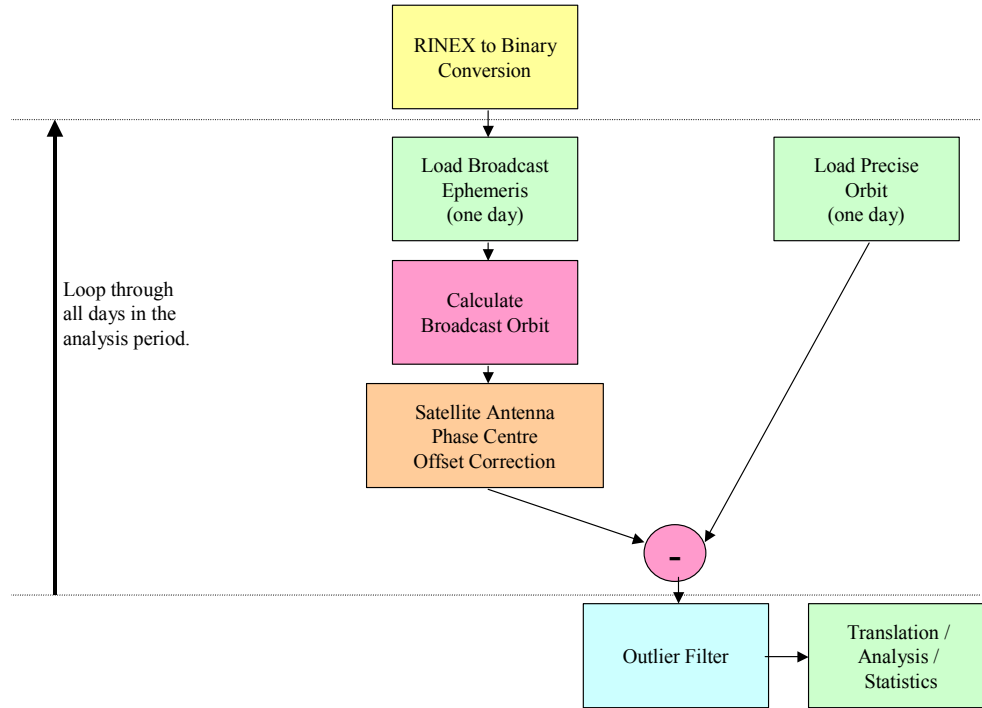 RINEX to Binary
Conversion
Load Broadcast
Ephemeris
(one day)
Load Precise
Orbit
(one day)
Loop through
all days in the
analysis period.
Calculate
Broadcast Orbit
Satellite Antenna
Phase Centre
Offset Correction
-
Outlier Filter
Translation /
Analysis /
Statistics